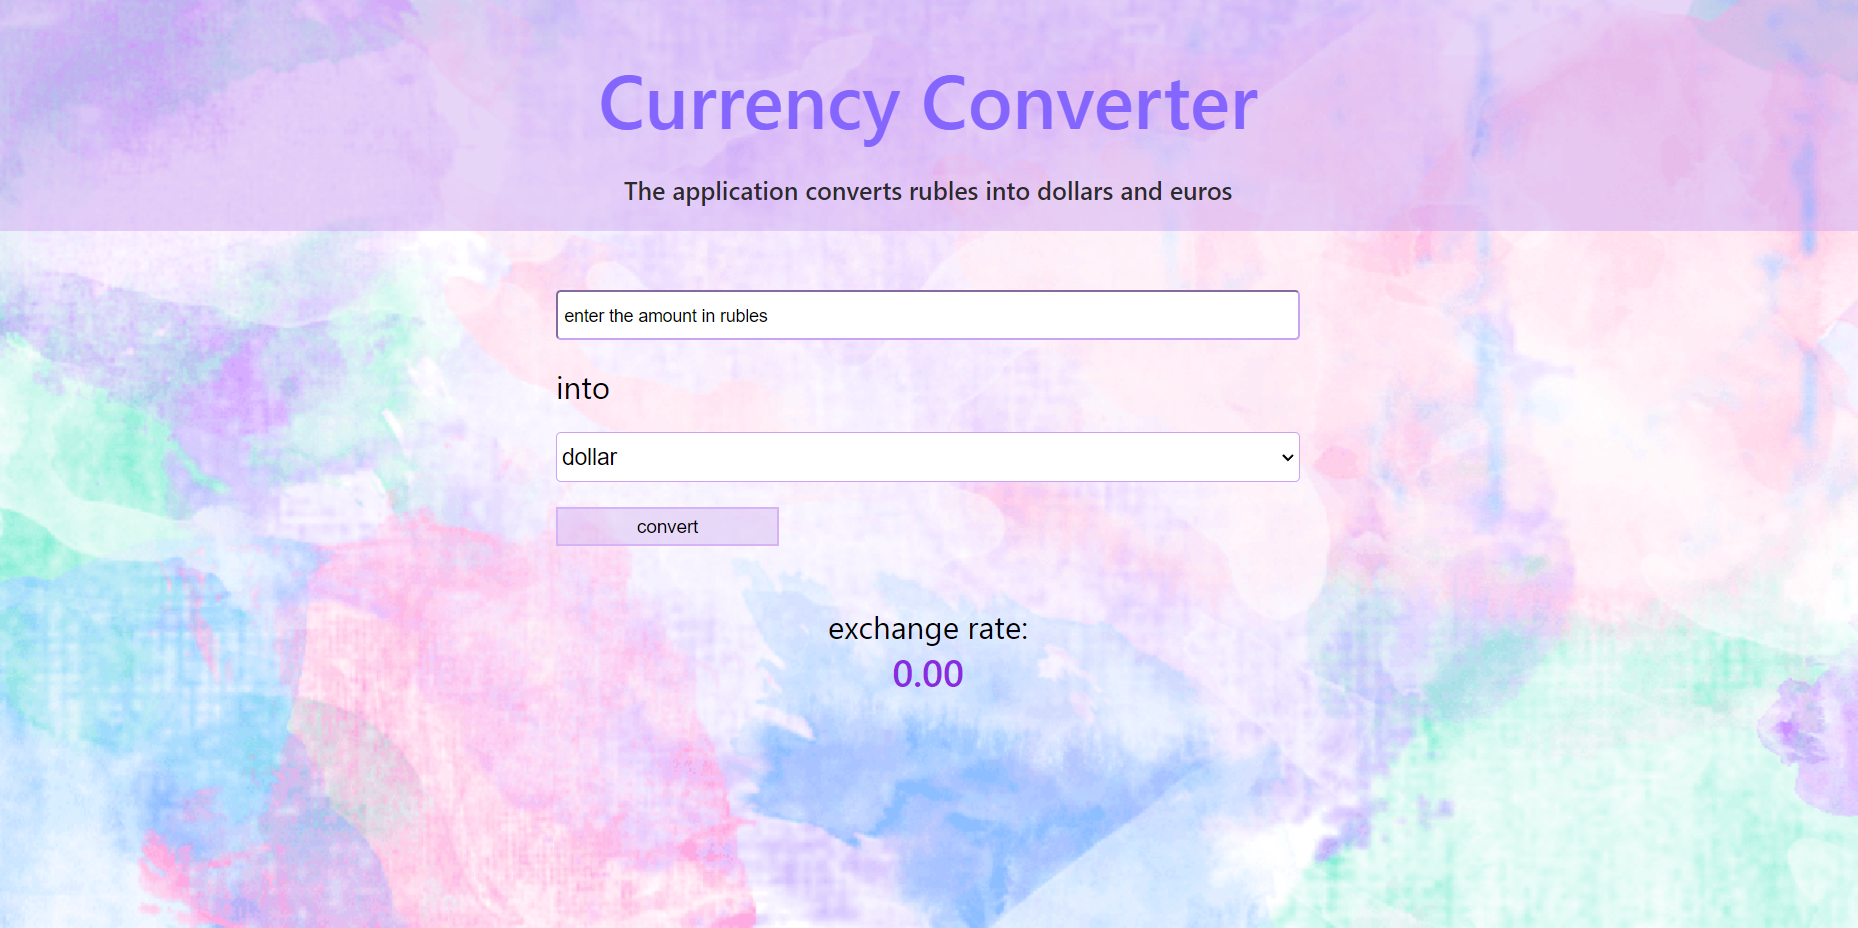 Currency Converter
The application converts rubles into dollars and euros
enter the amount in rubles
into
dollar
convert
exchange rate:
0.00